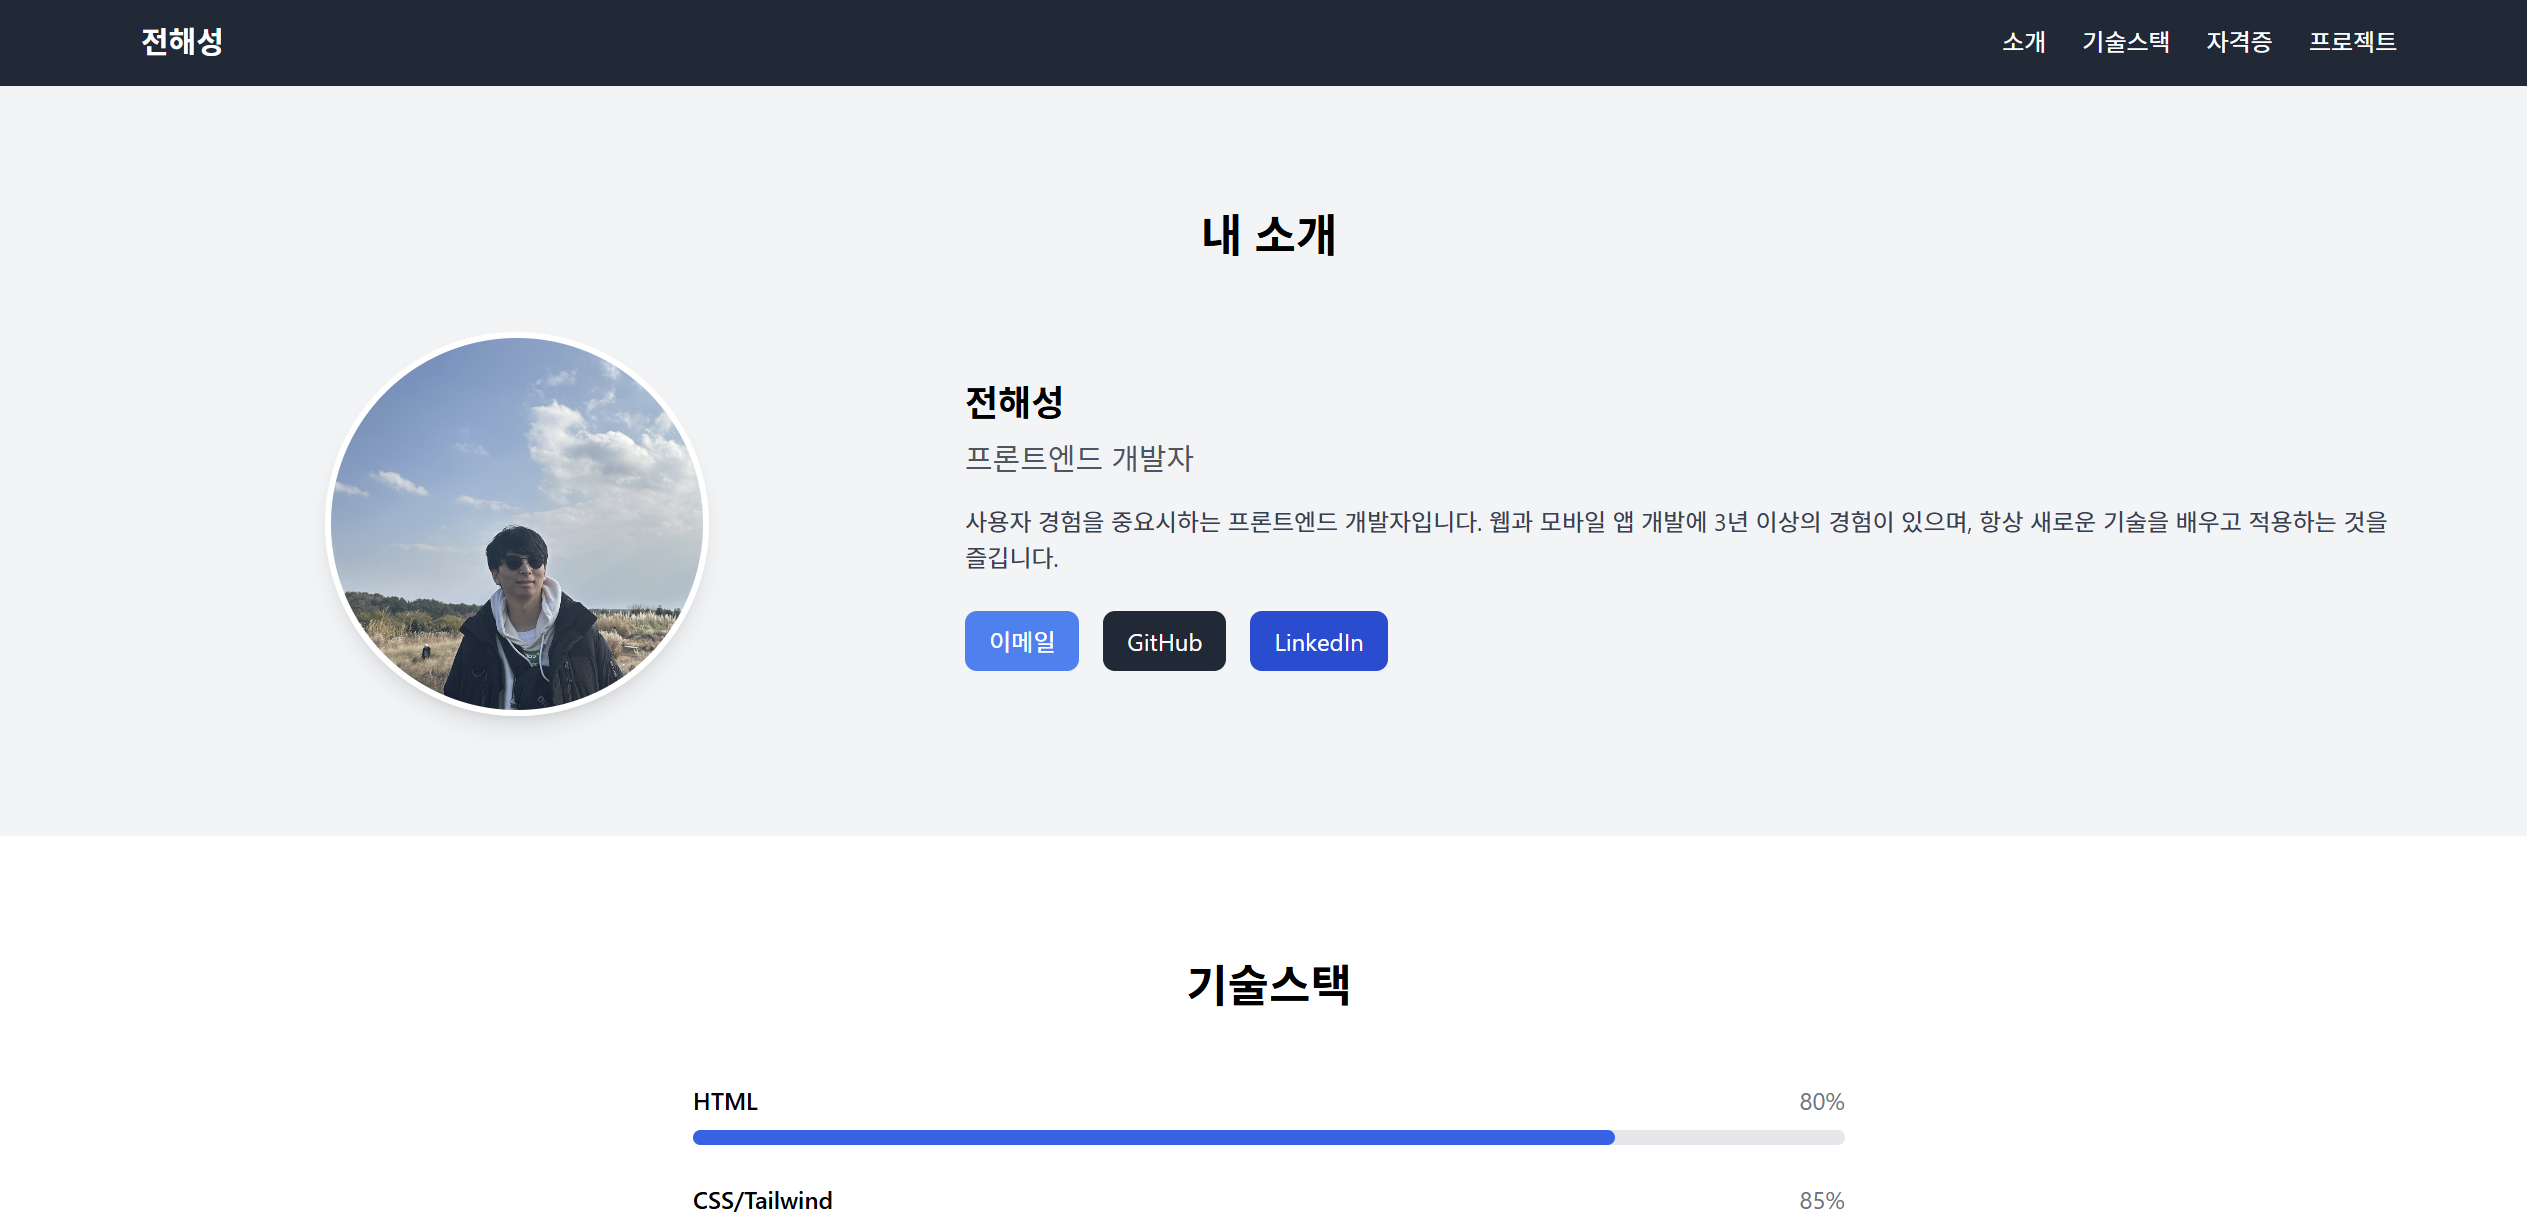 전해성
소개 기술스택 자격증 프로젝트
내 소개
전해성
프론트엔드 개발자
사용자 경험을 중요시하는 프론트엔드 개발자입니다. 웹과 모바일 앱 개발에 3년 이상의 경험이 있으며, 항상 새로운 기술을 배우고 적용하는 것을
즐깁니다.
이메일 GitHub LinkedIn
기술스택
HTML 80%
CSS/Tailwind 85%